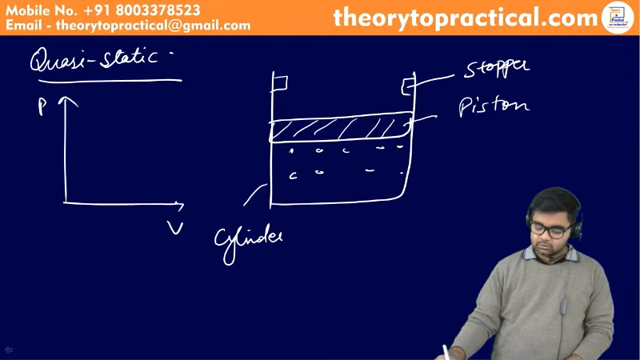 Mobile No. +91 8003378523
Email - theorytopractical@gmail.com
theorytopractical.com
Quasi-static
Stopper
Piston
P
V
Cylinder